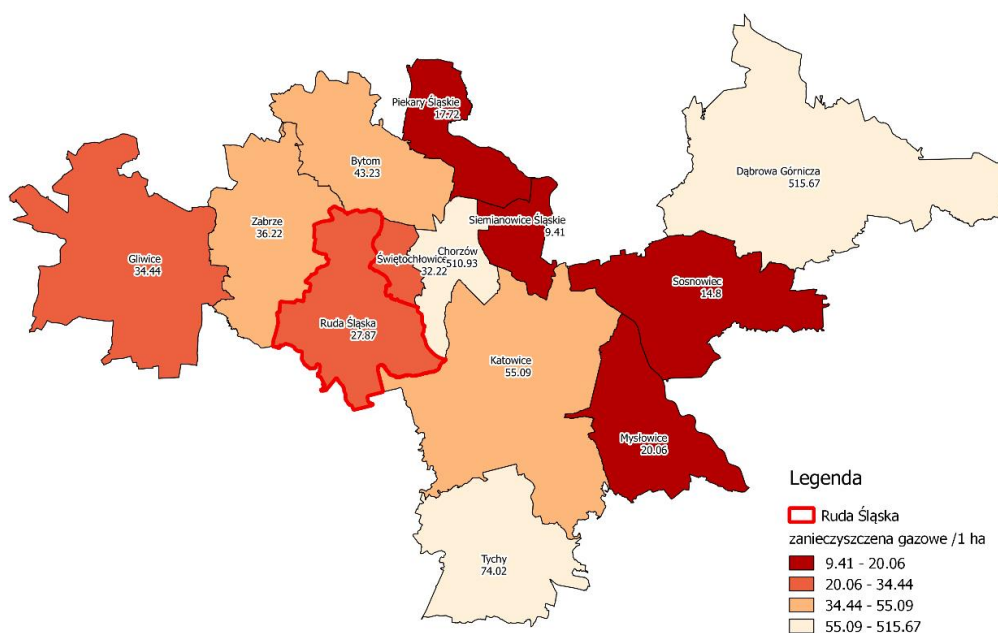 Piekary Śląskie
17.72
Bytom
43.23
Dąbrowa Górnicza
515.67
Zabrze
36.22
Siemianowice Śląskie
9.41
Gliwice
34.44
Świętochłowice
32.22
Chorzów
510.93
Sosnowiec
14.8
Ruda Śląska
27.87
Katowice
55.09
Mysłowice
20.06
Tychy
74.02
Legenda
Ruda Śląska
zanieczyszczena gazowe /1 ha
9.41 - 20.06
20.06 - 34.44
34.44 - 55.09
55.09 - 515.67